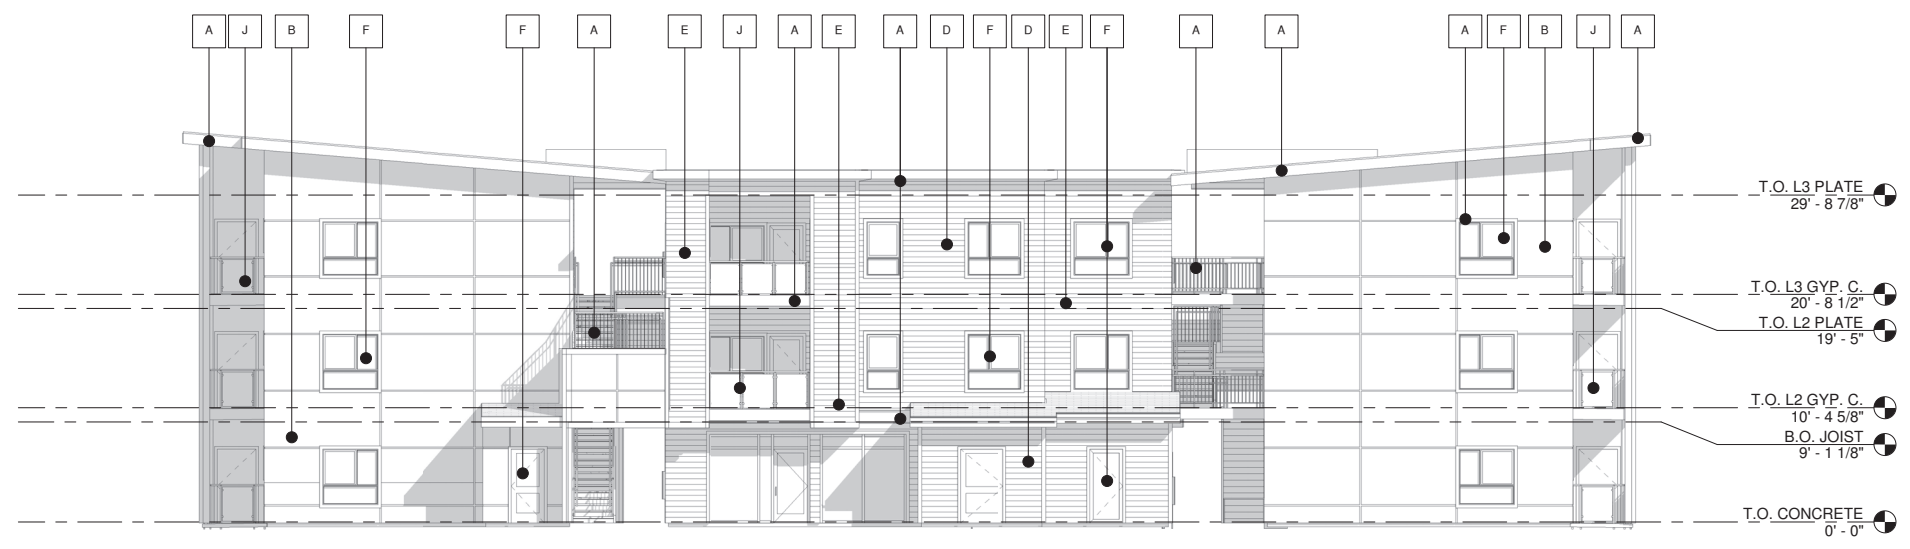 A J B F F A E J A E A D F D E F A A A F B J A
T.O. L3 PLATE
29' - 8 7/8"
T.O. L3 GYP. C.
20' - 8 1/2"
T.O. L2 PLATE
19' - 5"
T.O. L2 GYP. C.
10' - 4 5/8"
B.O. JOIST
9' - 1 1/8"
T.O. CONCRETE
0' - 0"